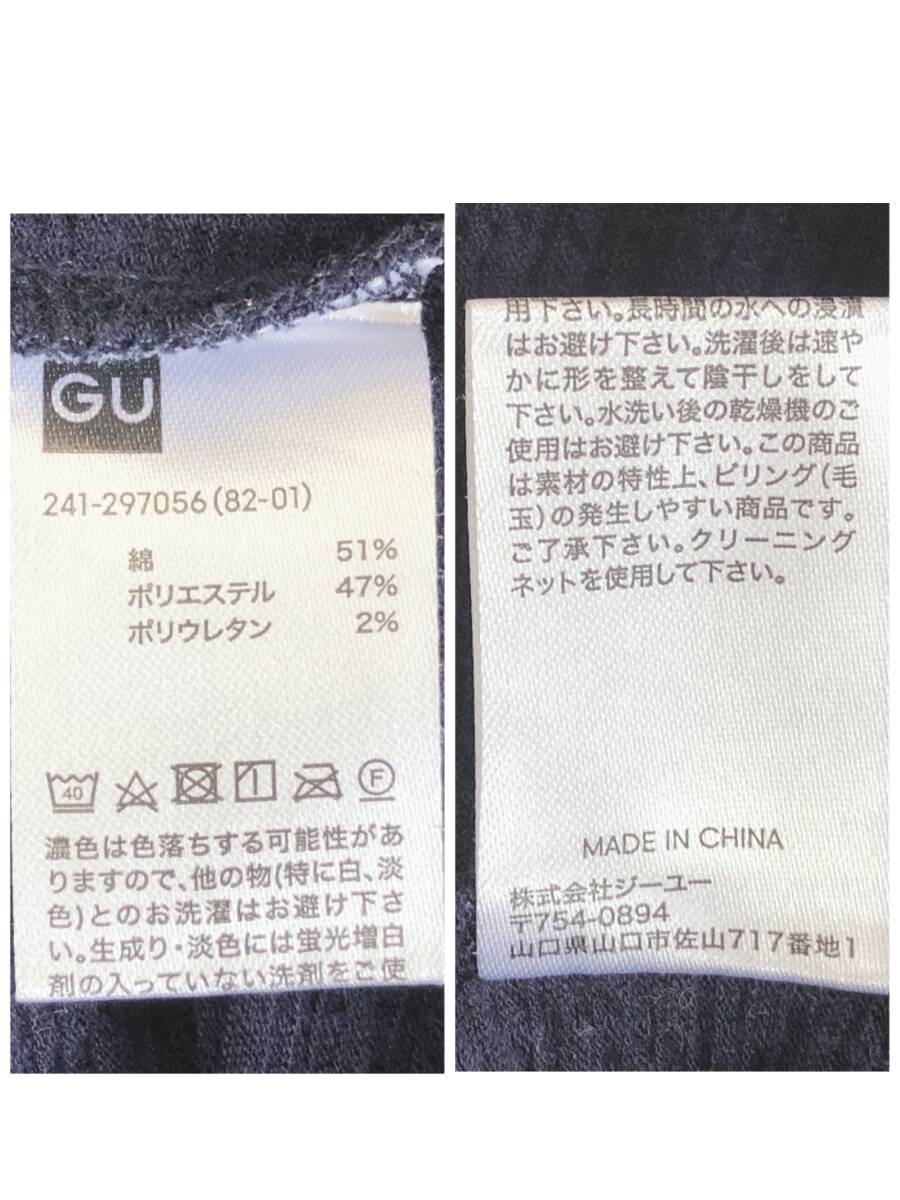 GU
241-297056(82-01)
綿 51%
ポリエステル 47%
ポリウレタン 2%
40
F
濃色は色落ちする可能性があ
りますので、他の物(特に白、淡
色)とのお洗濯はお避け下さ
い。生成り・淡色には蛍光増白
剤の入っていない洗剤をご使
用下さい。長時間の水への浸漬
はお避け下さい。洗濯後は速や
かに形を整えて陰干しをして
下さい。水洗い後の乾燥機のご
使用はお避け下さい。この商品
は素材の特性上、ピリング(毛
玉)の発生しやすい商品です。
ご了承下さい。クリーニング
ネットを使用して下さい。
MADE IN CHINA
株式会社ジーユー
〒754-0894
山口県山口市佐山717番地1